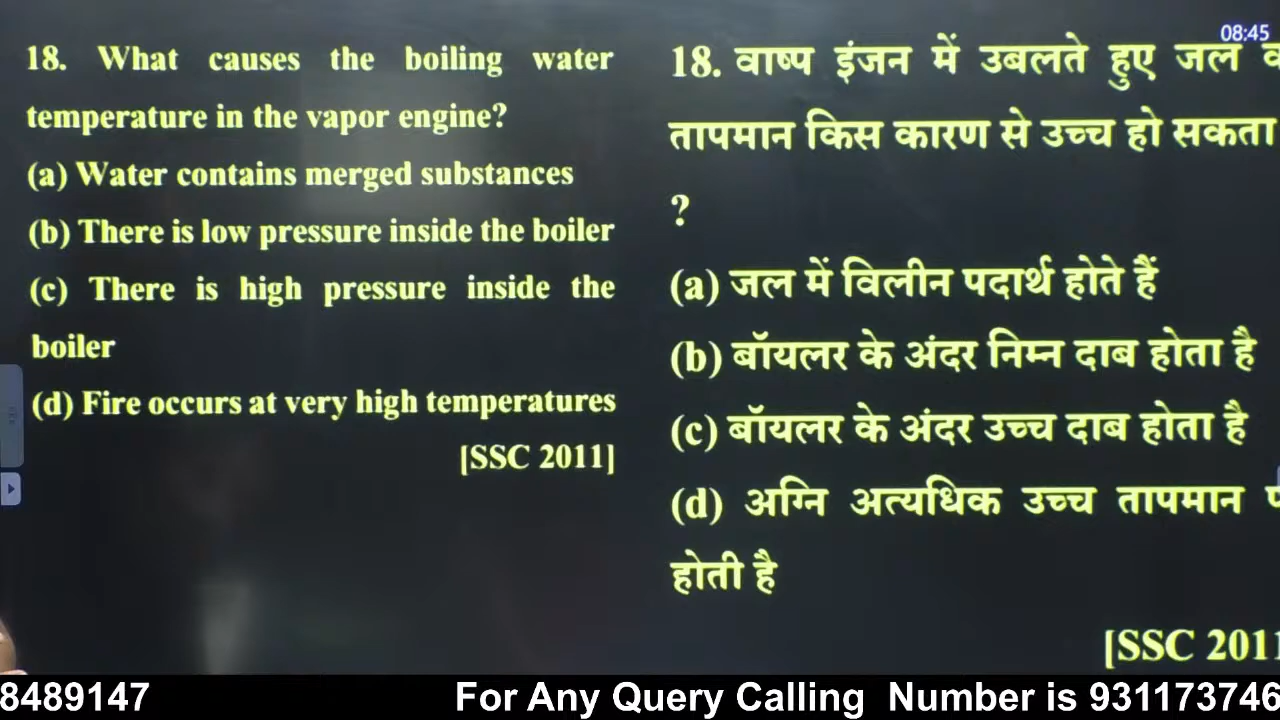 08:45
18. What causes the boiling water
temperature in the vapor engine?
(a) Water contains merged substances
(b) There is low pressure inside the boiler
(c) There is high pressure inside the
boiler
(d) Fire occurs at very high temperatures
[SSC 2011]
18. वाष्प इंजन में उबलते हुए जल
तापमान किस कारण से उच्च हो सकता
?
(a) जल में विलीन पदार्थ होते हैं
(b) बॉयलर के अंदर निम्न दाब होता है
(c) बॉयलर के अंदर उच्च दाब होता है
(d) अग्नि अत्यधिक उच्च तापमान
होती है
[SSC 2011
8489147 For Any Query Calling Number is 931173746